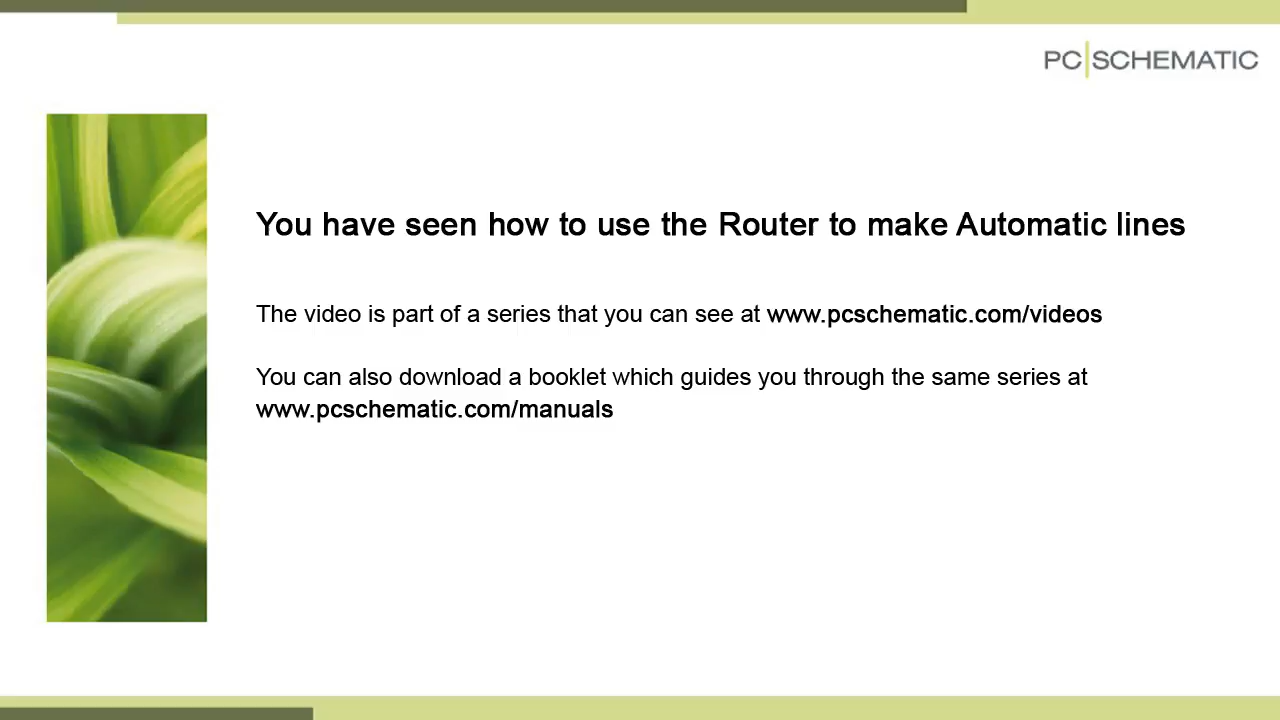 PC|SCHEMATIC
You have seen how to use the Router to make Automatic lines
The video is part of a series that you can see at www.pcschematic.com/videos
You can also download a booklet which guides you through the same series at
www.pcschematic.com/manuals